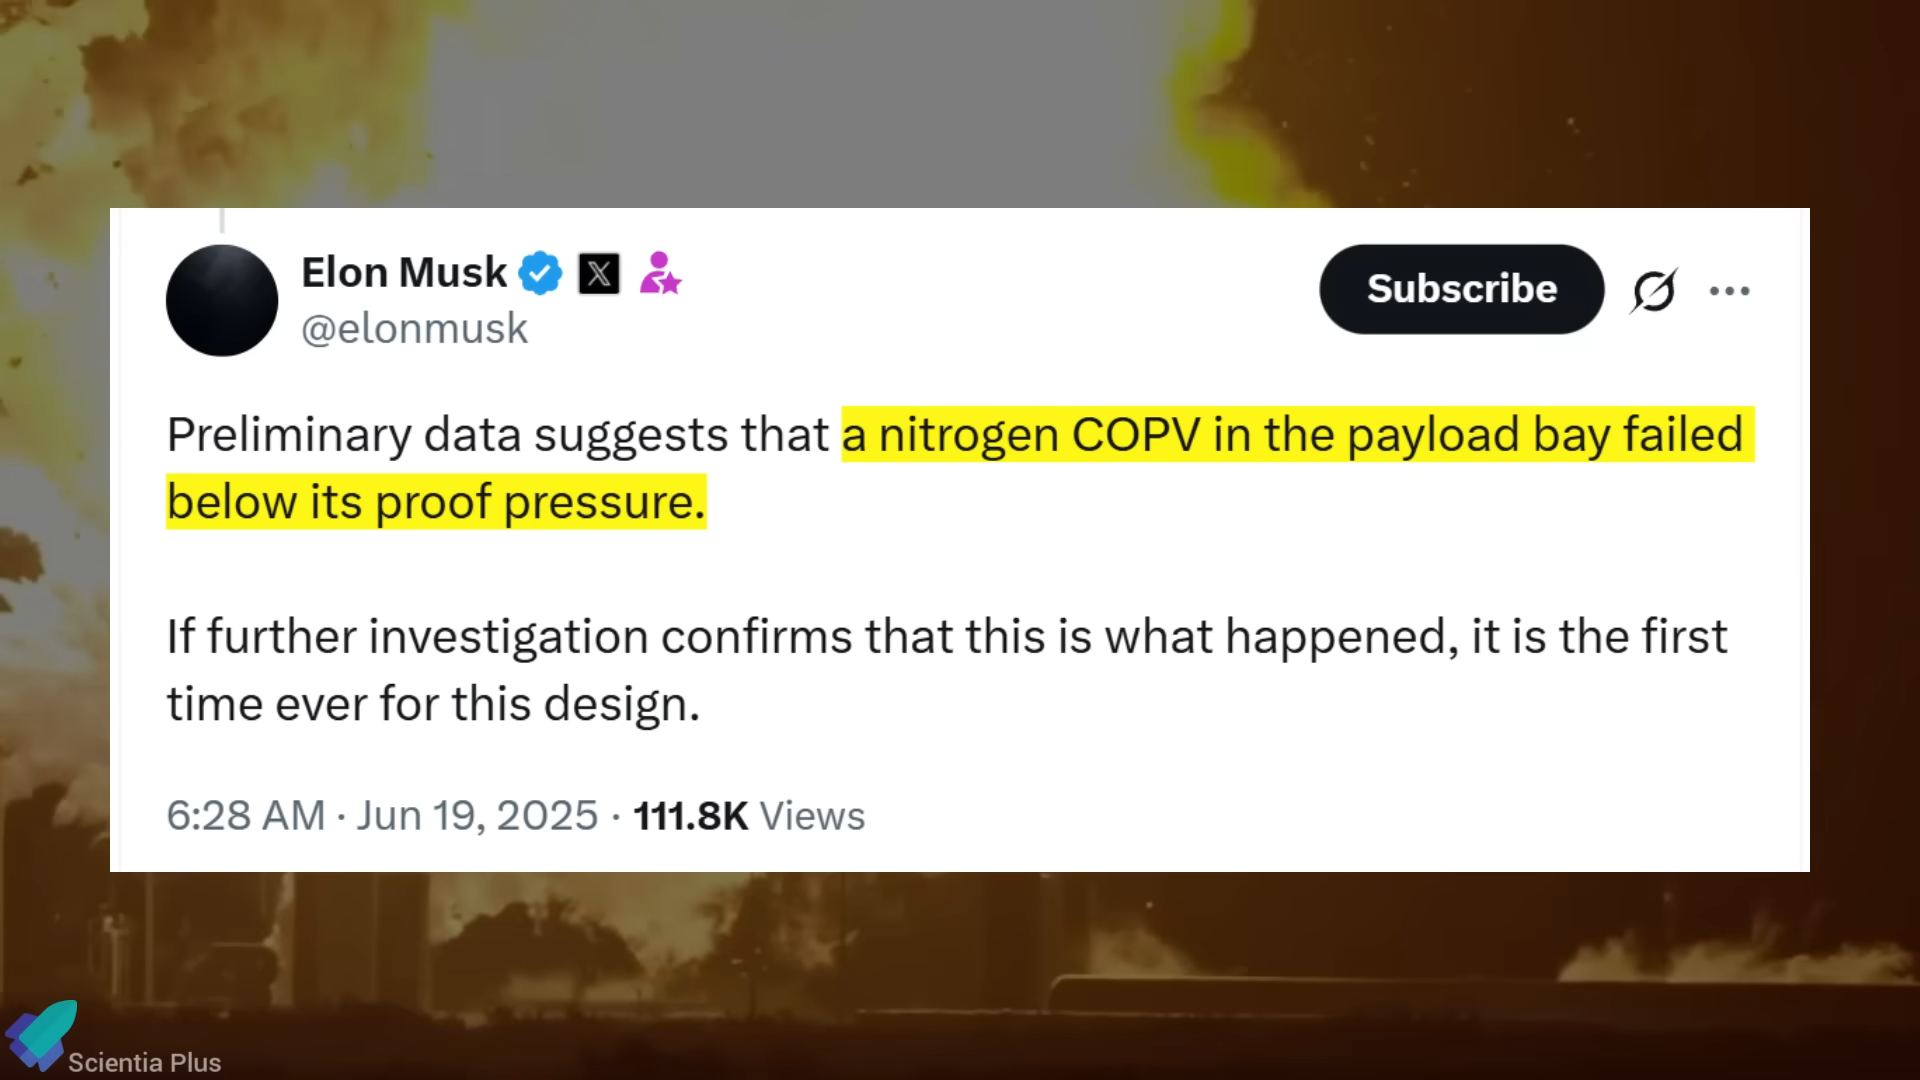 Elon Musk
@elonmusk
Subscribe
Preliminary data suggests that a nitrogen COPV in the payload bay failed
below its proof pressure.
If further investigation confirms that this is what happened, it is the first
time ever for this design.
6:28 AM · Jun 19, 2025 · 111.8K Views
Scientia Plus